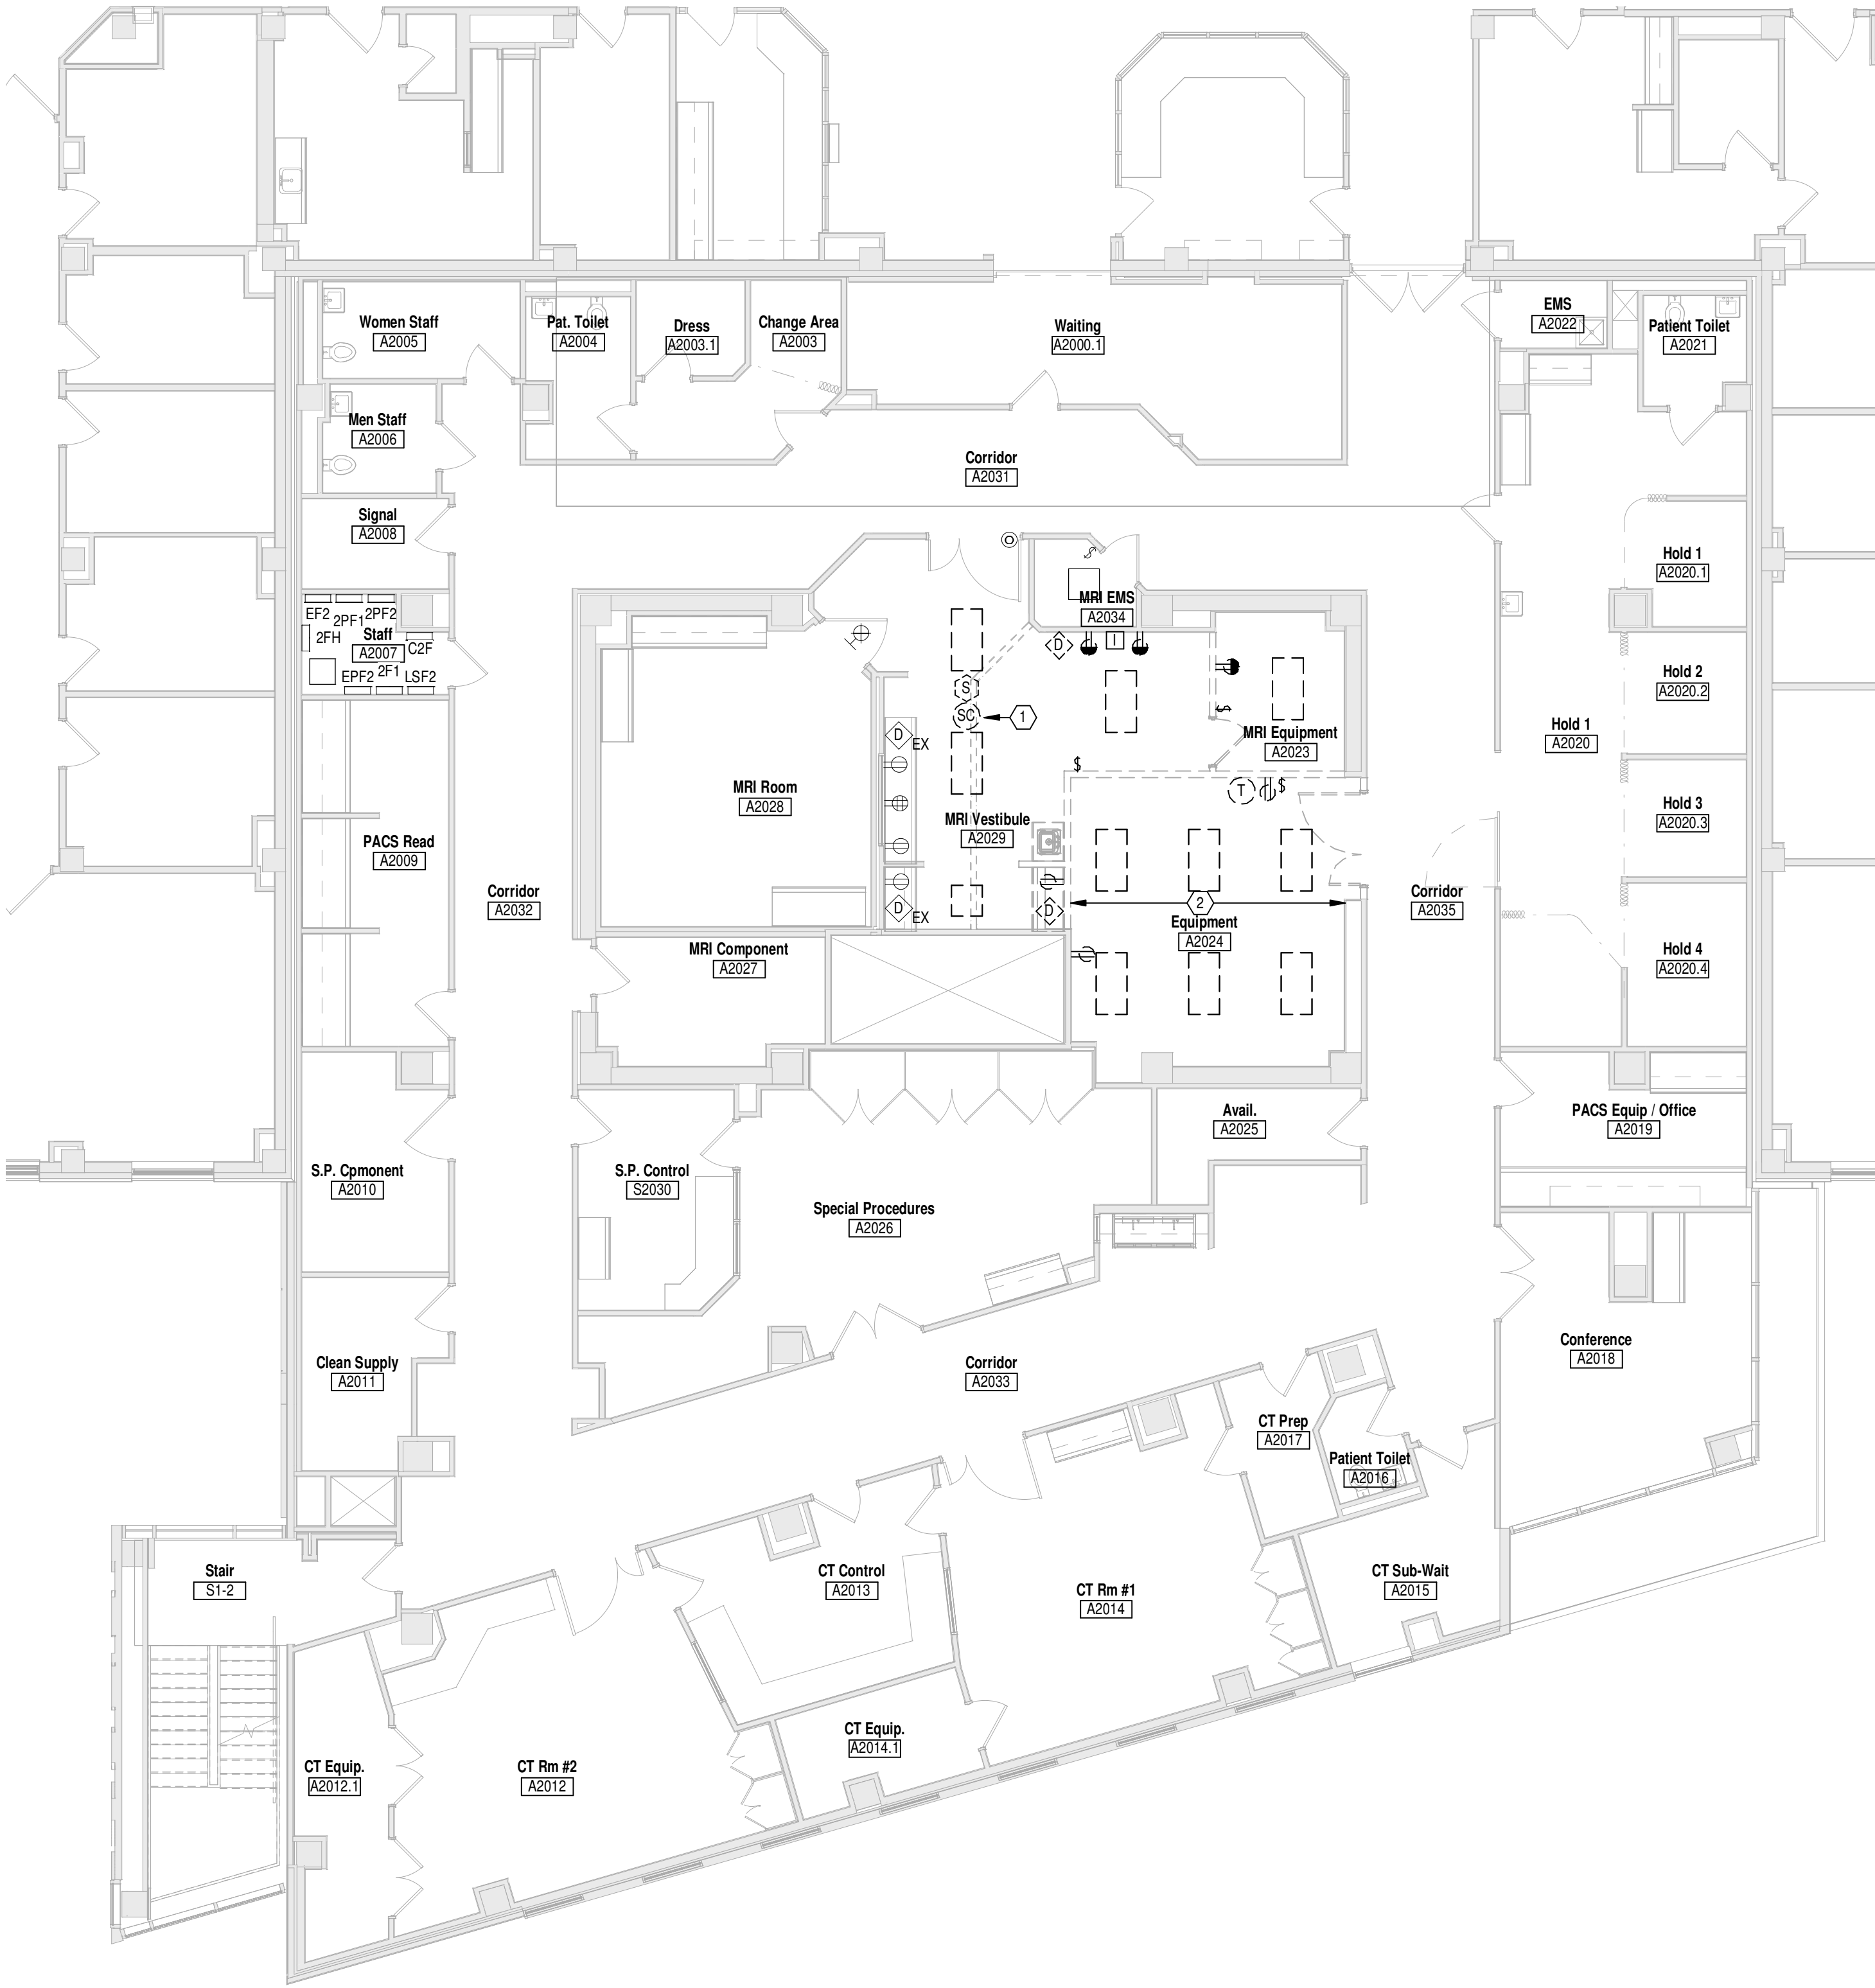 Women Staff
A2005
Pat. Toilet
A2004
Dress
A2003.1
Change Area
A2003
Waiting
A2000.1
EMS
A2022
Patient Toilet
A2021
Men Staff
A2006
Corridor
A2031
Signal
A2008
Hold 1
A2020.1
MRI EMS
A2034
EF2
2PF1
2PF2
2FH
Staff
A2007
C2F
EPF2
2F1
LSF2
$
D
I
S
SC
1
$
MRI Equipment
A2023
Hold 2
A2020.2
Hold 1
A2020
D
EX
$
T
$
MRI Room
A2028
MRI Vestibule
A2029
Hold 3
A2020.3
PACS Read
A2009
Corridor
A2032
D
EX
D
2
Equipment
A2024
Corridor
A2035
MRI Component
A2027
Hold 4
A2020.4
Avail.
A2025
PACS Equip / Office
A2019
S.P. Cpmonent
A2010
S.P. Control
S2030
Special Procedures
A2026
Clean Supply
A2011
Corridor
A2033
Conference
A2018
CT Prep
A2017
Patient Toilet
A2016
Stair
S1-2
CT Control
A2013
CT Rm #1
A2014
CT Sub-Wait
A2015
CT Equip.
A2014.1
CT Equip.
A2012.1
CT Rm #2
A2012